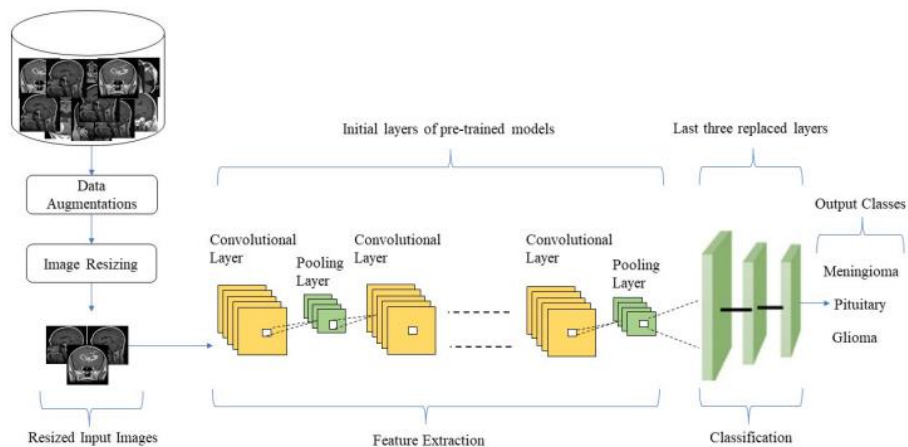 Initial layers of pre-trained models
Last three replaced layers
Data
Augmentations
Output Classes
Convolutional
Layer
Pooling
Layer
Convolutional
Layer
Convolutional
Layer
Pooling
Layer
Image Resizing
Meningioma
Pituitary
Glioma
Resized Input Images
Feature Extraction
Classification